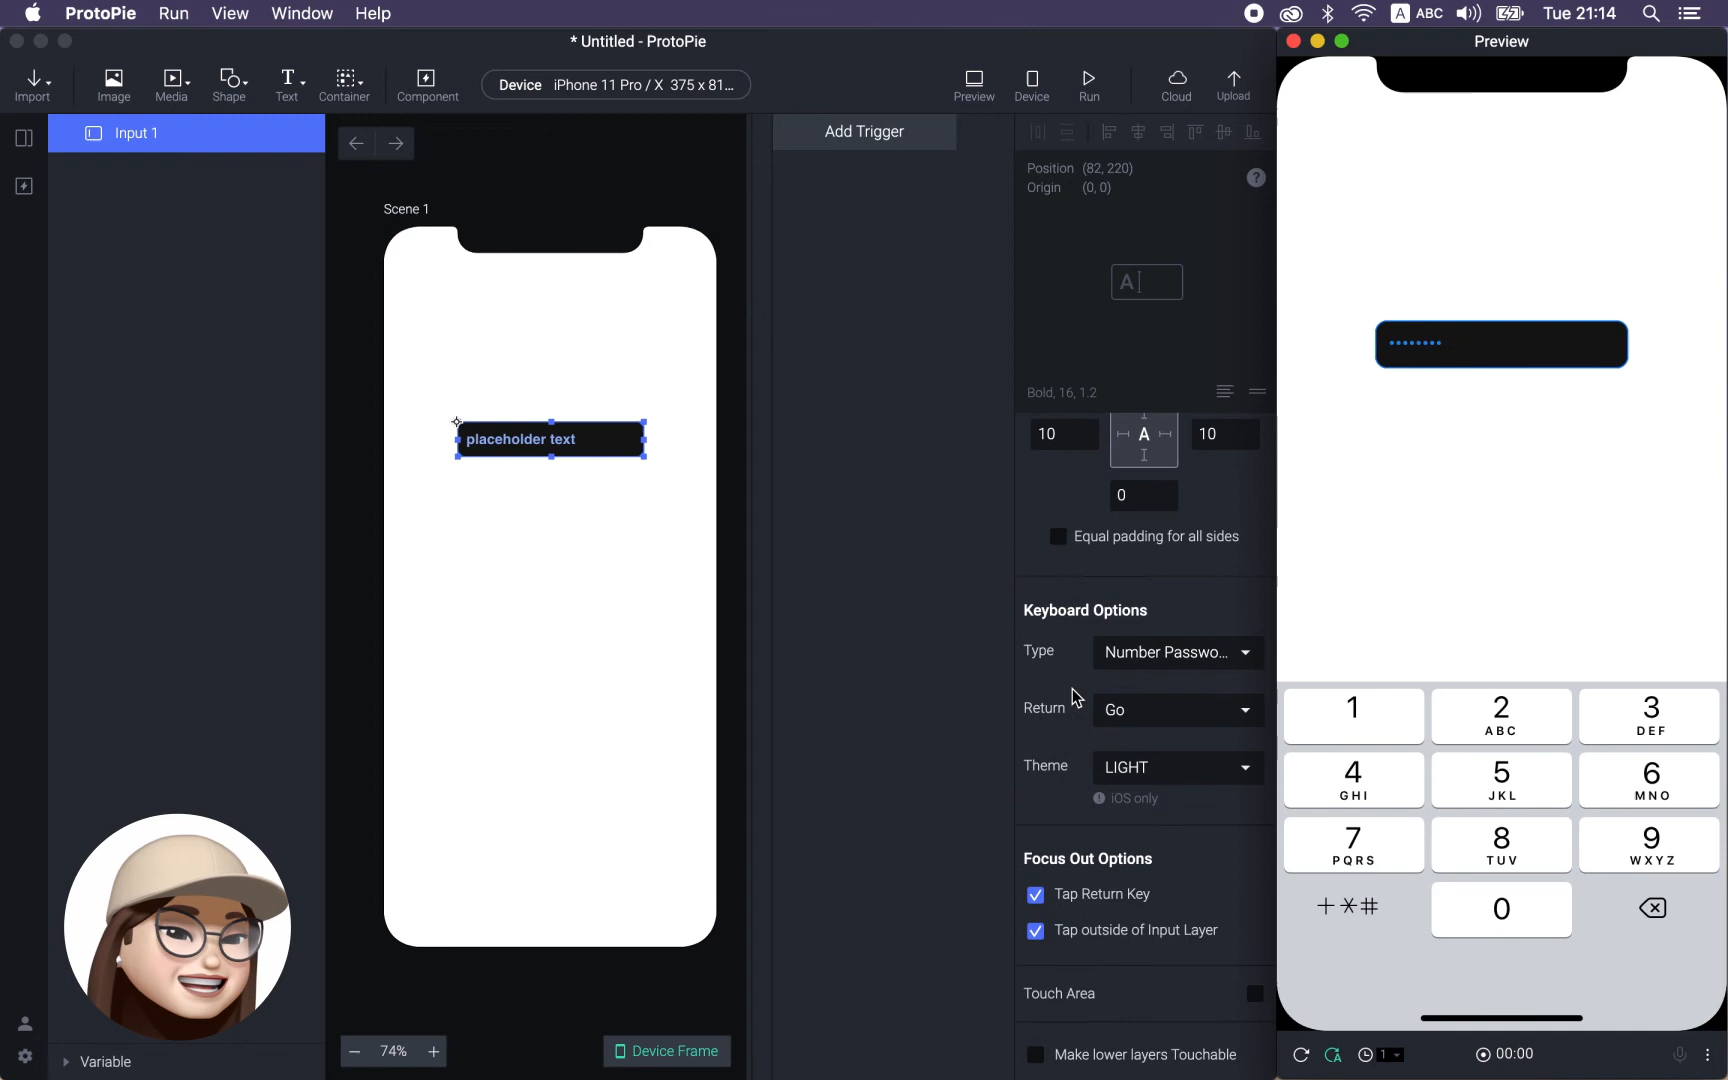 ProtoPie Run View Window Help
A ABC Tue 21:14
* Untitled - ProtoPie
Preview
Import Image Media Shape Text Container Component
Device iPhone 11 Pro / X 375 x 81...
Preview Device Run Cloud Upload
Input 1
Add Trigger
Position (82, 220)
Origin (0, 0)
?
Scene 1
A
Bold, 16, 1.2
placeholder text
10 A 10
0
Equal padding for all sides
Keyboard Options
Type Number Passwo...
Return Go
Theme LIGHT
iOS only
Focus Out Options
Tap Return Key
Tap outside of Input Layer
Touch Area
Make lower layers Touchable
1 2 3
ABC DEF
4 5 6
GHI JKL MNO
7 8 9
PQRS TUV WXYZ
+*# 0
74%
Device Frame
Variable
A 1 00:00